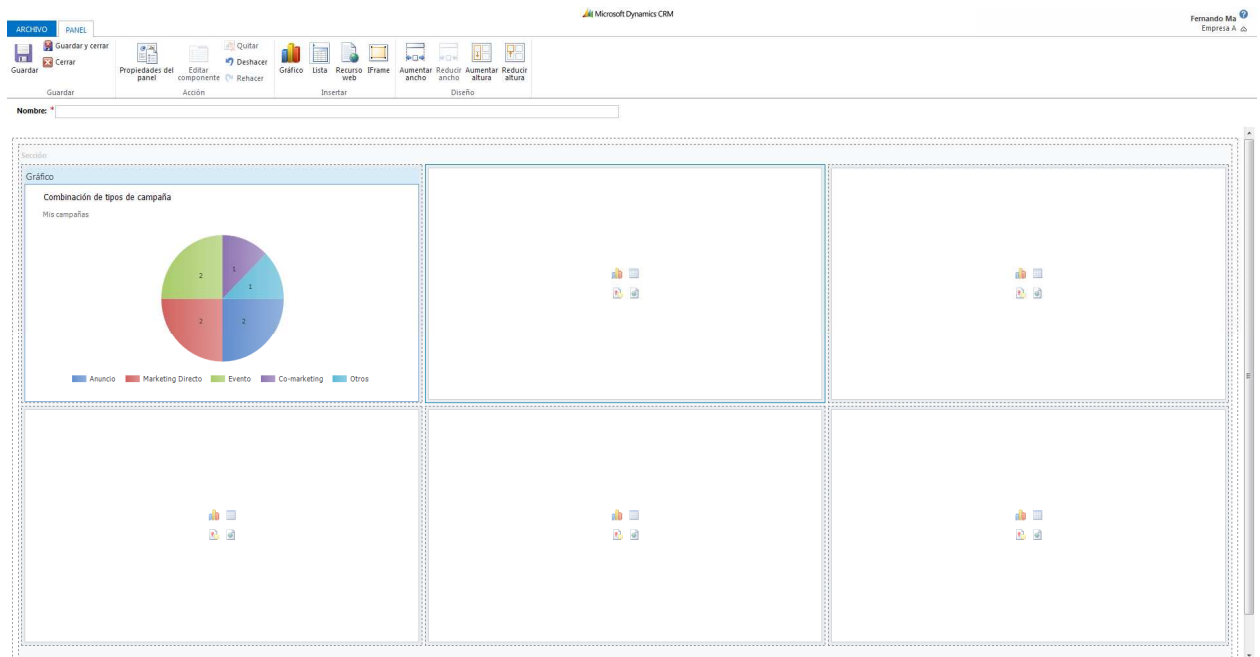 Microsoft Dynamics CRM
Fernando Ma
Empresa A
ARCHIVO PANEL
Guardar
Guardar y cerrar
Cerrar
Propiedades del panel
Editar componente
Quitar
Deshacer
Rehacer
Gráfico
Lista
Recurso web
IFrame
Aumentar ancho
Reducir ancho
Aumentar altura
Reducir altura
Guardar
Acción
Insertar
Diseño
Nombre: *
Sección
Gráfico
Combinación de tipos de campaña
Mis campañas
2
1
1
2
2
Anuncio Marketing Directo Evento Co-marketing Otros